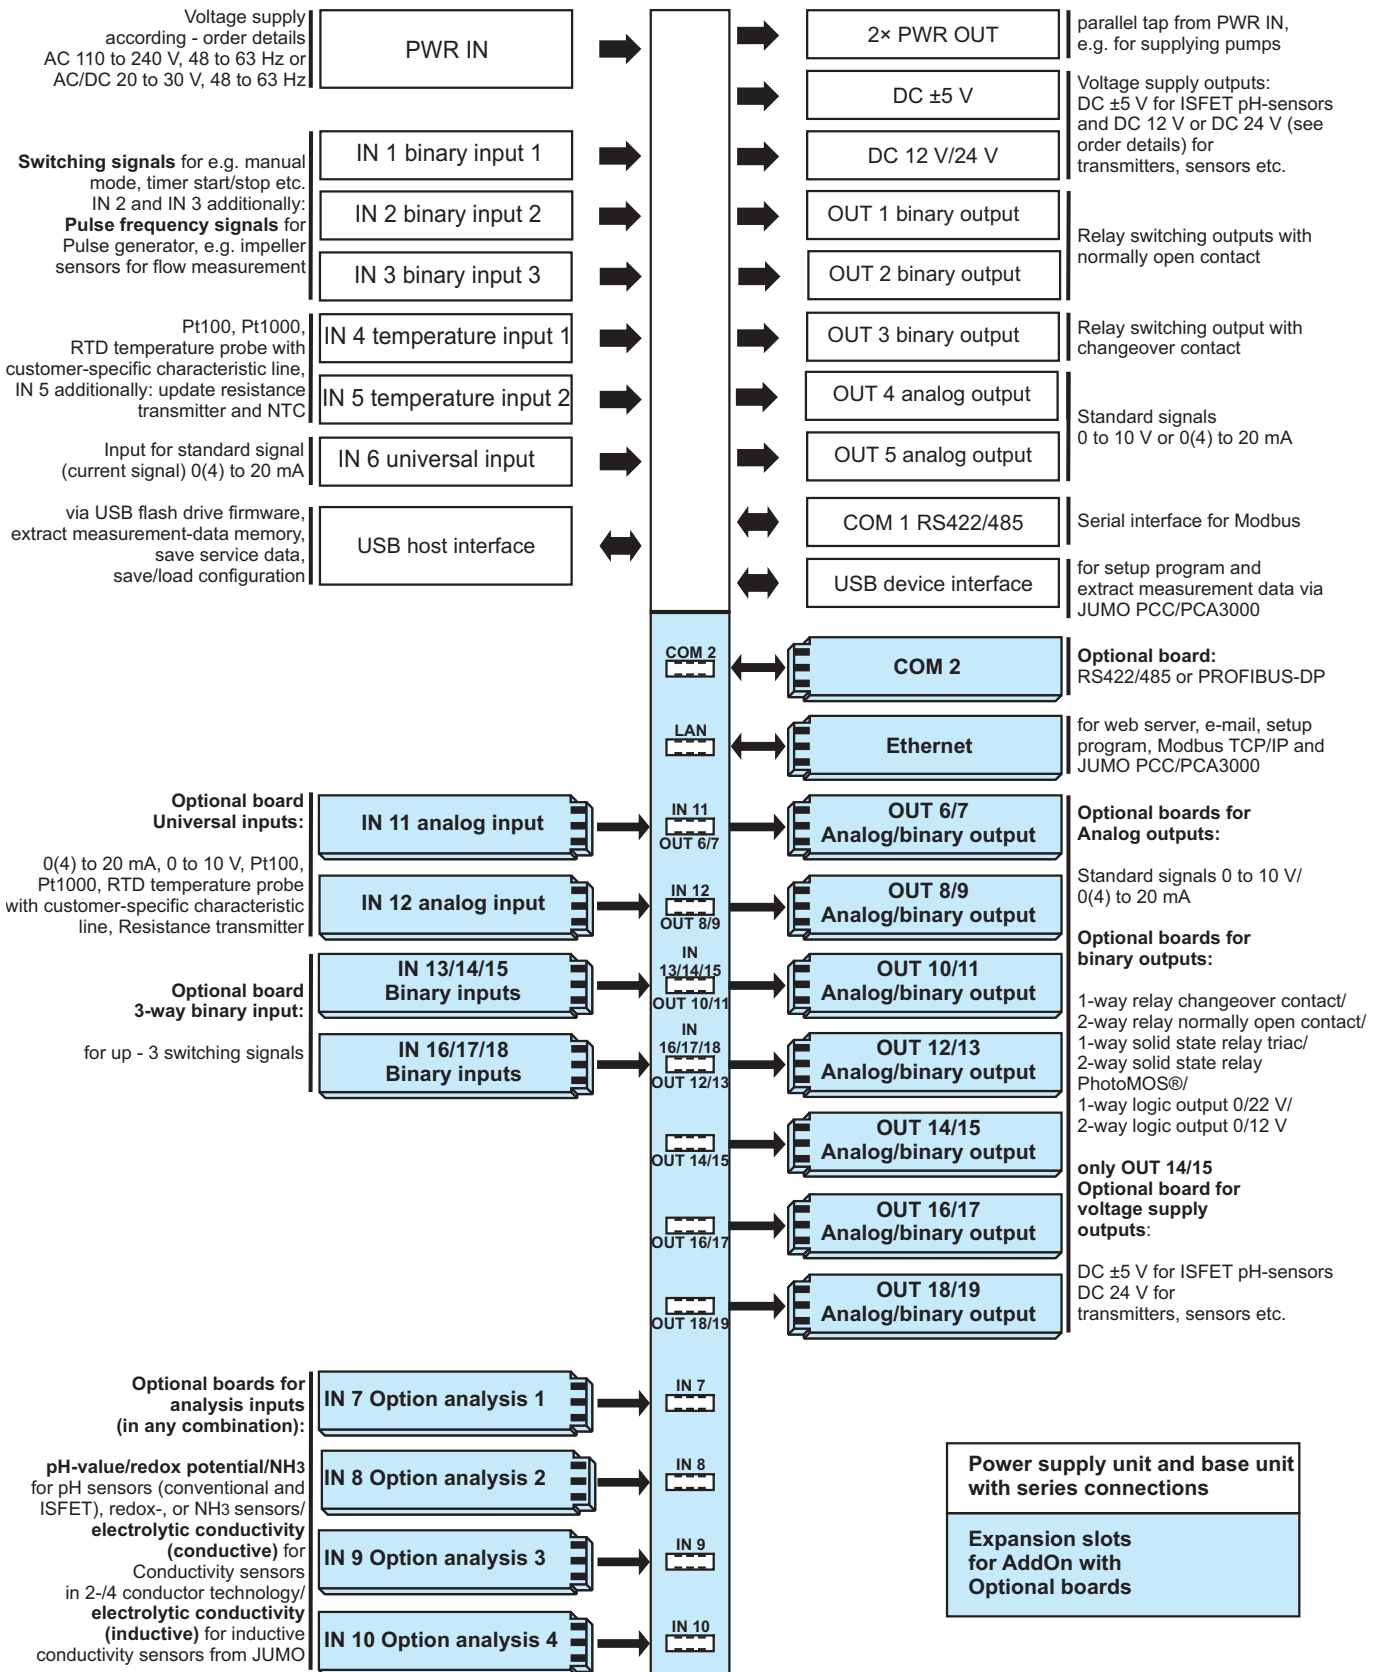 Voltage supply
according - order details
AC 110 to 240 V, 48 to 63 Hz or
AC/DC 20 to 30 V, 48 to 63 Hz
PWR IN
2× PWR OUT
parallel tap from PWR IN,
e.g. for supplying pumps
DC ±5 V
Voltage supply outputs:
DC ±5 V for ISFET pH-sensors
and DC 12 V or DC 24 V (see
order details) for
transmitters, sensors etc.
DC 12 V/24 V
Switching signals for e.g. manual
mode, timer start/stop etc.
IN 2 and IN 3 additionally:
Pulse frequency signals for
Pulse generator, e.g. impeller
sensors for flow measurement
IN 1 binary input 1
IN 2 binary input 2
IN 3 binary input 3
OUT 1 binary output
OUT 2 binary output
Relay switching outputs with
normally open contact
Pt100, Pt1000,
RTD temperature probe with
customer-specific characteristic line,
IN 5 additionally: update resistance
transmitter and NTC
IN 4 temperature input 1
IN 5 temperature input 2
OUT 3 binary output
Relay switching output with
changeover contact
OUT 4 analog output
OUT 5 analog output
Standard signals
0 to 10 V or 0(4) to 20 mA
Input for standard signal
(current signal) 0(4) to 20 mA
IN 6 universal input
via USB flash drive firmware,
extract measurement-data memory,
save service data,
save/load configuration
USB host interface
COM 1 RS422/485
Serial interface for Modbus
USB device interface
for setup program and
extract measurement data via
JUMO PCC/PCA3000
COM 2
COM 2
Optional board:
RS422/485 or PROFIBUS-DP
LAN
Ethernet
for web server, e-mail, setup
program, Modbus TCP/IP and
JUMO PCC/PCA3000
Optional board
Universal inputs:
0(4) to 20 mA, 0 to 10 V, Pt100,
Pt1000, RTD temperature probe
with customer-specific characteristic
line, Resistance transmitter
IN 11 analog input
IN 12 analog input
IN 11
OUT 6/7
IN 12
OUT 8/9
OUT 6/7
Analog/binary output
OUT 8/9
Analog/binary output
Optional boards for
Analog outputs:
Standard signals 0 to 10 V/
0(4) to 20 mA
Optional boards for
binary outputs:
1-way relay changeover contact/
2-way relay normally open contact/
1-way solid state relay triac/
2-way solid state relay
PhotoMOS®/
1-way logic output 0/22 V/
2-way logic output 0/12 V
only OUT 14/15
Optional board for
voltage supply
outputs:
DC ±5 V for ISFET pH-sensors
DC 24 V for
transmitters, sensors etc.
Optional board
3-way binary input:
for up - 3 switching signals
IN 13/14/15
Binary inputs
IN 16/17/18
Binary inputs
IN
13/14/15
OUT 10/11
IN
16/17/18
OUT 12/13
OUT 14/15
OUT 16/17
OUT 18/19
OUT 10/11
Analog/binary output
OUT 12/13
Analog/binary output
OUT 14/15
Analog/binary output
OUT 16/17
Analog/binary output
OUT 18/19
Analog/binary output
Optional boards for
analysis inputs
(in any combination):
pH-value/redox potential/NH3
for pH sensors (conventional and
ISFET), redox-, or NH3 sensors/
electrolytic conductivity
(conductive) for
Conductivity sensors
in 2-/4 conductor technology/
electrolytic conductivity
(inductive) for inductive
conductivity sensors from JUMO
IN 7 Option analysis 1
IN 8 Option analysis 2
IN 9 Option analysis 3
IN 10 Option analysis 4
IN 7
IN 8
IN 9
IN 10
Power supply unit and base unit
with series connections
Expansion slots
for AddOn with
Optional boards